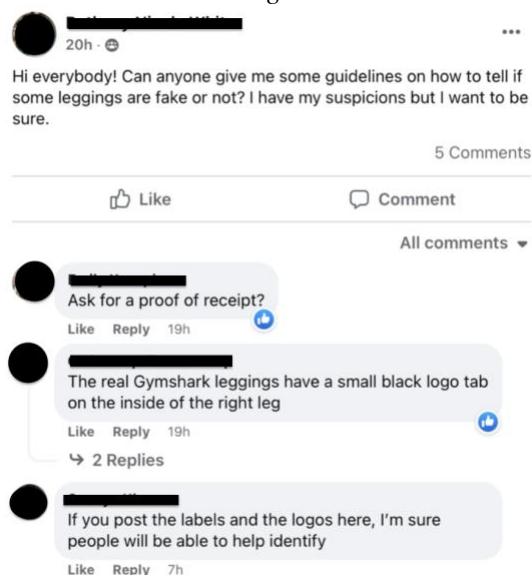 20h ·
Hi everybody! Can anyone give me some guidelines on how to tell if
some leggings are fake or not? I have my suspicions but I want to be
sure.
5 Comments
Like Comment
All comments
Ask for a proof of receipt?
Like Reply 19h
The real Gymshark leggings have a small black logo tab
on the inside of the right leg
Like Reply 19h
2 Replies
If you post the labels and the logos here, I'm sure
people will be able to help identify
Like Reply 7h